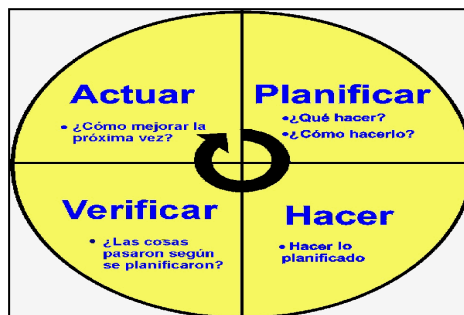 Actuar
• ¿Cómo mejorar la
próxima vez?
Planificar
•¿Qué hacer?
•¿Cómo hacerlo?
Verificar
• ¿Las cosas
pasaron según
se planificaron?
Hacer
• Hacer lo
planificado